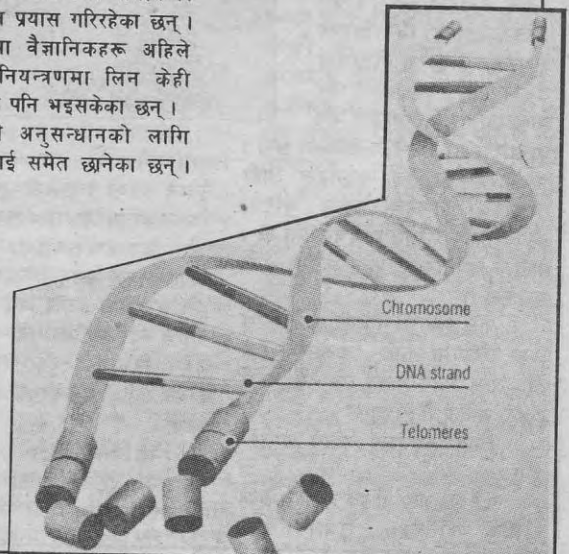 प्रयास गरिरहेका छन् ।
वैज्ञानिकहरू अहिले
नियन्त्रणमा लिन केही
पनि भइसकेका छन् ।
अनुसन्धानको लागि
समेत छानेका छन् ।
Chromosome
DNA strand
Telomeres